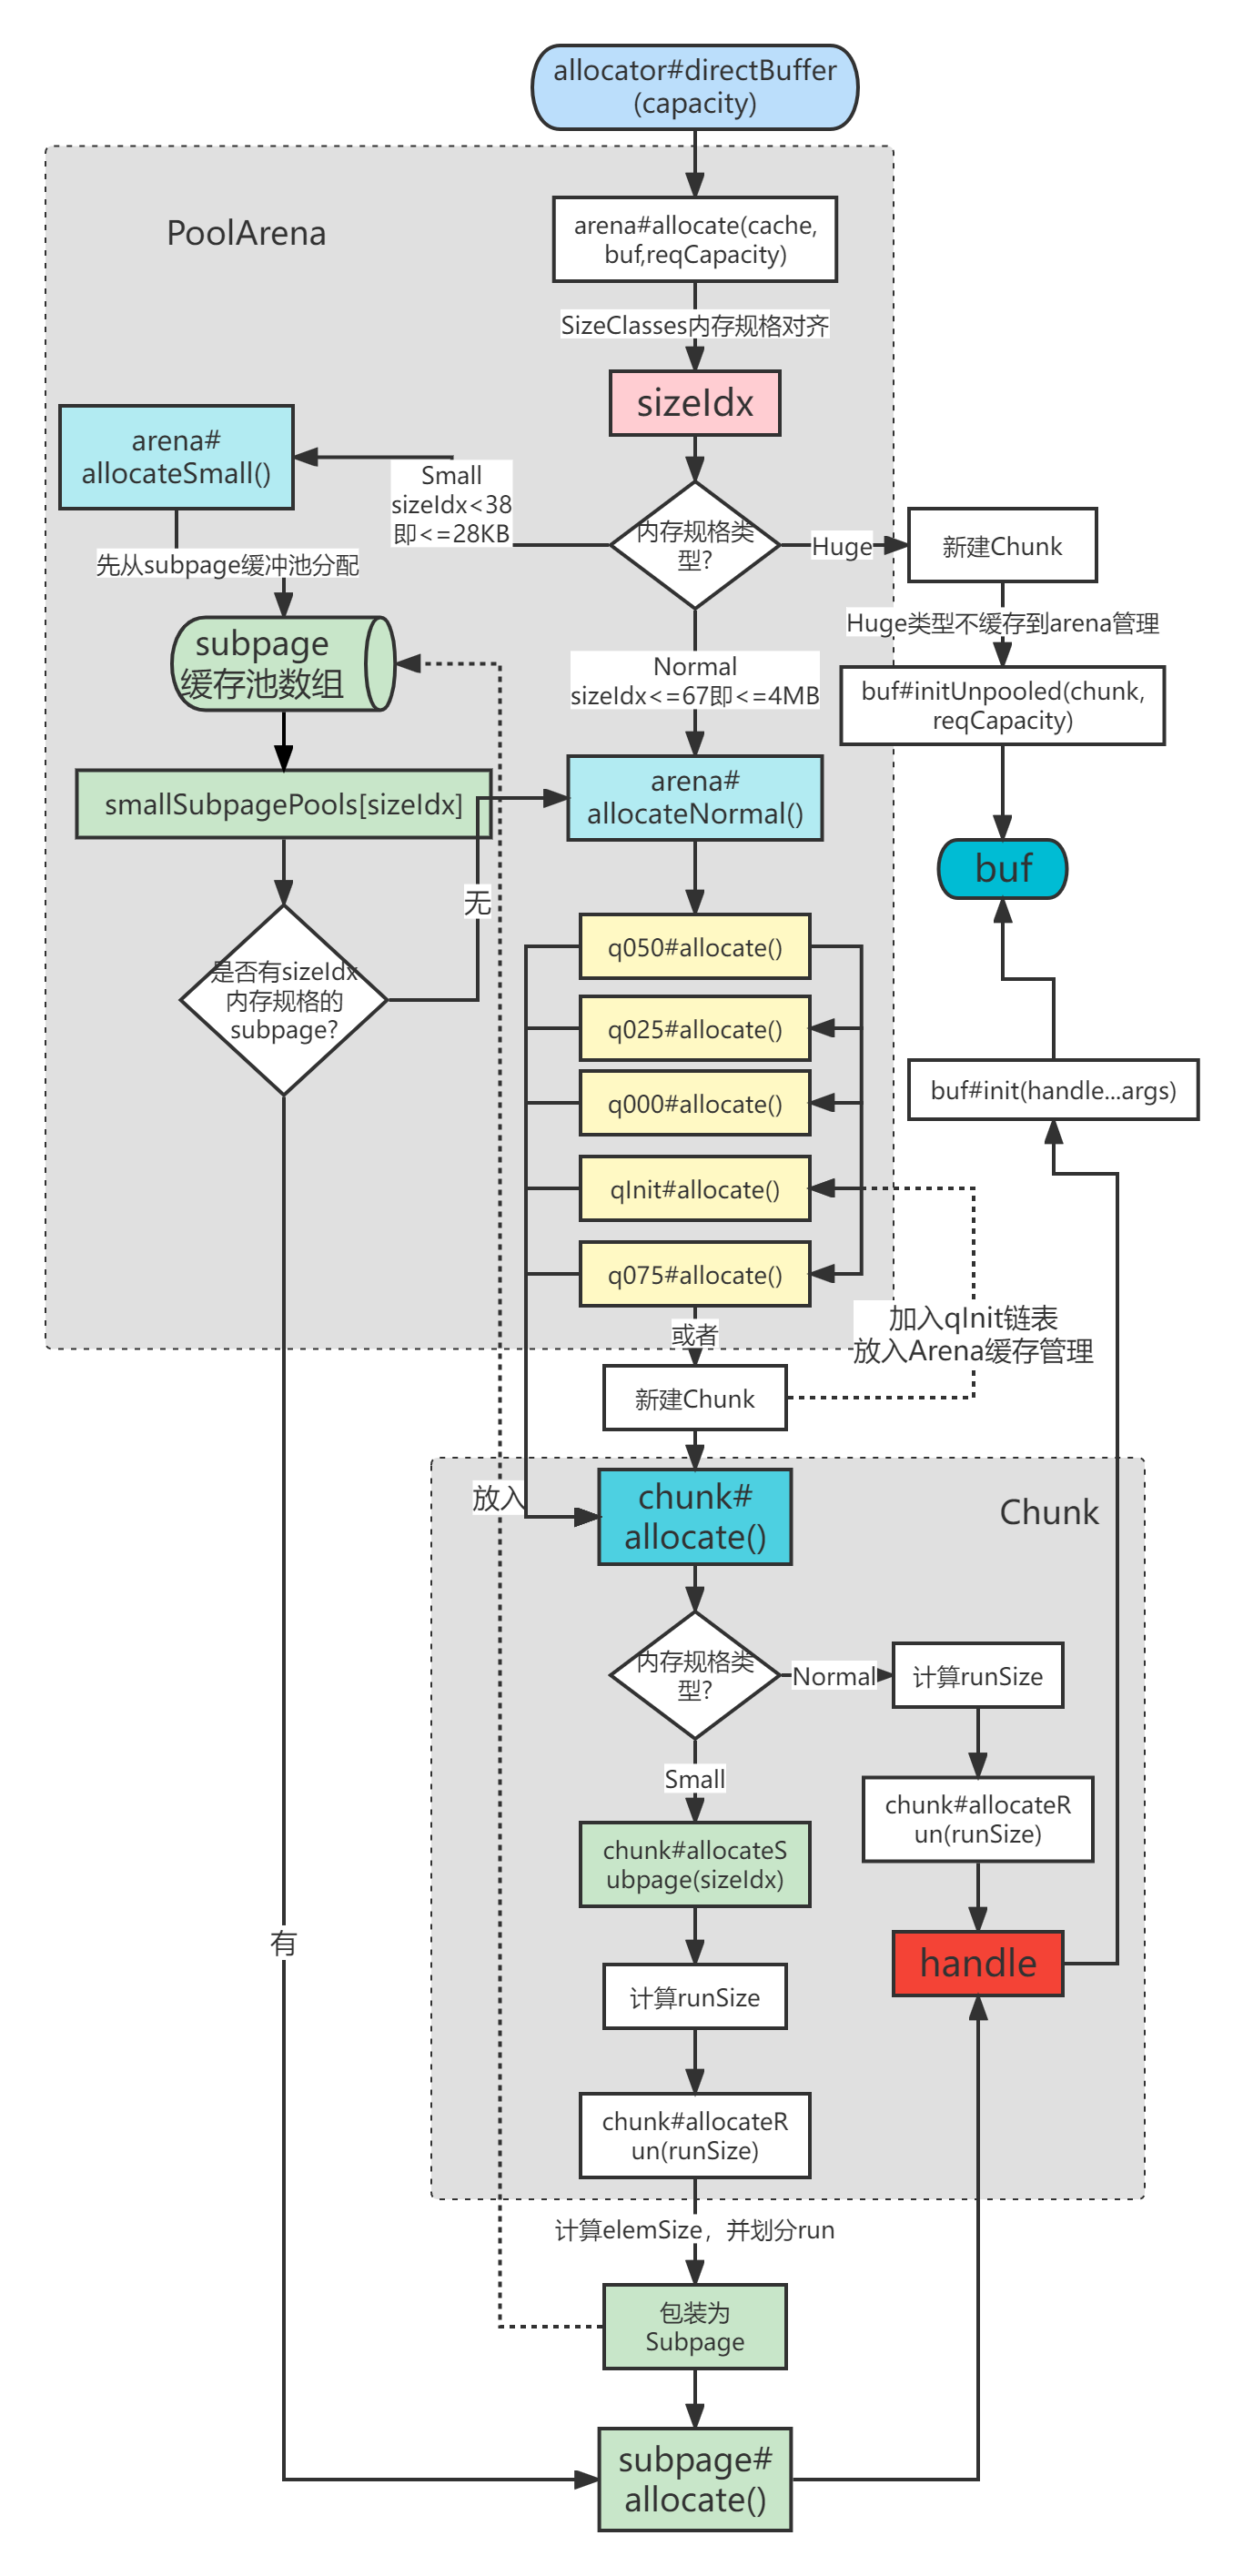 allocator#directBuffer
(capacity)
PoolArena
arena#allocate(cache,
buf,reqCapacity)
SizeClasses内存规格对齐
sizeIdx
arena#
allocateSmall()
Small
sizeIdx<38
即<=28KB
内存规格类
型?
Huge
新建Chunk
先从subpage缓冲池分配
Huge类型不缓存到arena管理
subpage
缓存池数组
Normal
sizeIdx<=67即<=4MB
buf#initUnpooled(chunk,
reqCapacity)
smallSubpagePools[sizeIdx]
arena#
allocateNormal()
buf
无
q050#allocate()
是否有sizeIdx
内存规格的
subpage?
q025#allocate()
q000#allocate()
buf#init(handle...args)
qInit#allocate()
q075#allocate()
或者
加入qInit链表
放入Arena缓存管理
新建Chunk
放入
chunk#
allocate()
Chunk
内存规格类
型?
Normal
计算runSize
Small
chunk#allocateR
un(runSize)
chunk#allocateS
ubpage(sizeIdx)
有
handle
计算runSize
chunk#allocateR
un(runSize)
计算elemSize，并划分run
包装为
Subpage
subpage#
allocate()